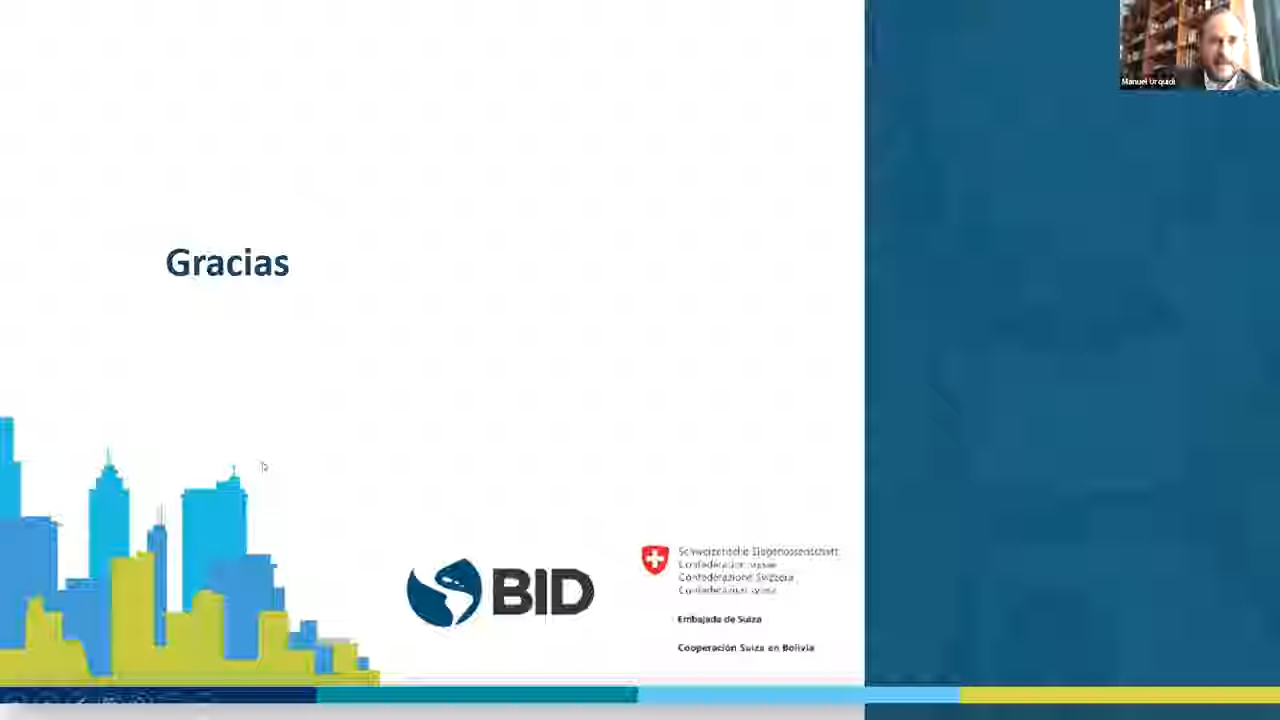 Manuel Urquidi
Gracias
BID
Schweizerische Eidgenossenschaft
Confédération suisse
Confederazione Svizzera
Confederaziun svizra
Embajada de Suiza
Cooperación Suiza en Bolivia